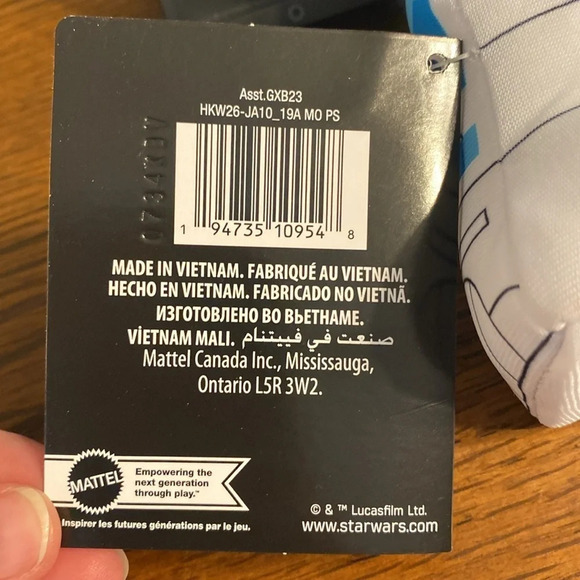 Asst.GXB23
HKW26-JA10_19A MO PS
1 94735 10954 8
MADE IN VIETNAM. FABRIQUÉ AU VIETNAM.
HECHO EN VIETNAM. FABRICADO NO VIETNÃ.
ИЗГОТОВЛЕНО ВО ВЬЕТНАМЕ.
VİETNAM MALI. صنعت في فييتنام
Mattel Canada Inc., Mississauga,
Ontario L5R 3W2.
MATTEL
Empowering the
next generation
through play.™
Inspirer les futures générations par le jeu.
© & ™ Lucasfilm Ltd.
www.starwars.com